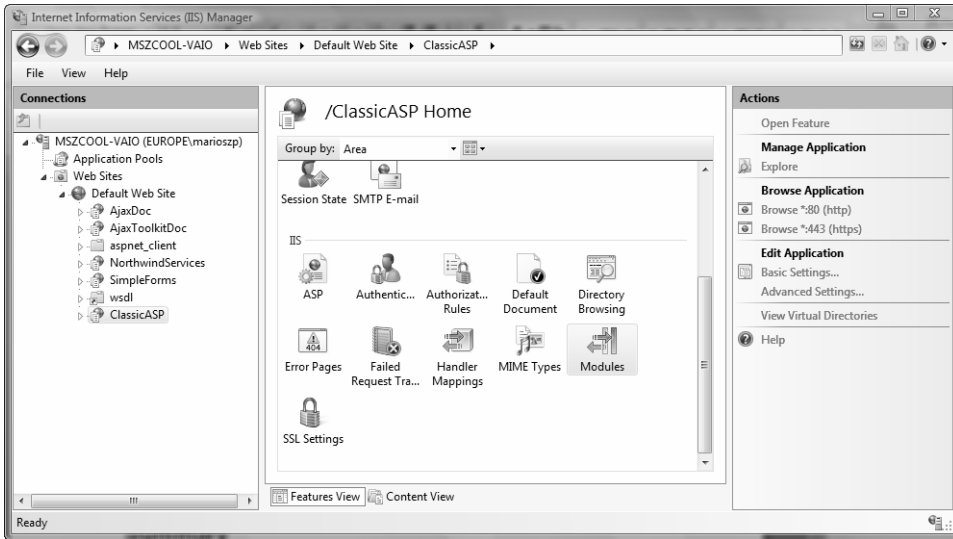 Internet Information Services (IIS) Manager
MSZCOOL-VAIO Web Sites Default Web Site ClassicASP
File View Help
Connections
MSZCOOL-VAIO (EUROPE\marioszp)
Application Pools
Web Sites
Default Web Site
AjaxDoc
AjaxToolkitDoc
aspnet_client
NorthwindServices
SimpleForms
wsdl
ClassicASP
/ClassicASP Home
Group by: Area
Session State SMTP E-mail
IIS
ASP
Authentic...
Authorizat... Rules
Default Document
Directory Browsing
Error Pages
Failed Request Tra...
Handler Mappings
MIME Types
Modules
SSL Settings
Features View Content View
Actions
Open Feature
Manage Application
Explore
Browse Application
Browse *:80 (http)
Browse *:443 (https)
Edit Application
Basic Settings...
Advanced Settings...
View Virtual Directories
Help
Ready